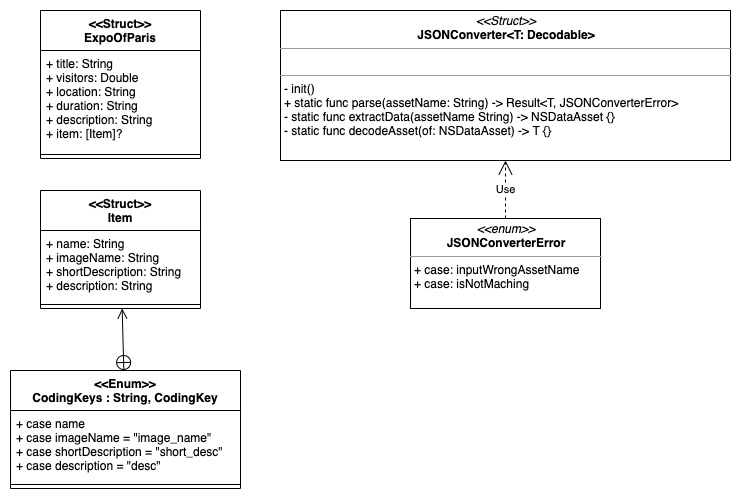 <<Struct>>
ExpoOfParis
+ title: String
+ visitors: Double
+ location: String
+ duration: String
+ description: String
+ item: [Item]?
<<Struct>>
JSONConverter<T: Decodable>
- init()
+ static func parse(assetName: String) -> Result<T, JSONConverterError>
- static func extractData(assetName String) -> NSDataAsset {}
- static func decodeAsset(of: NSDataAsset) -> T {}
Use
<<Struct>>
Item
+ name: String
+ imageName: String
+ shortDescription: String
+ description: String
<<enum>>
JSONConverterError
+ case: inputWrongAssetName
+ case: isNotMaching
<<Enum>>
CodingKeys : String, CodingKey
+ case name
+ case imageName = "image_name"
+ case shortDescription = "short_desc"
+ case description = "desc"